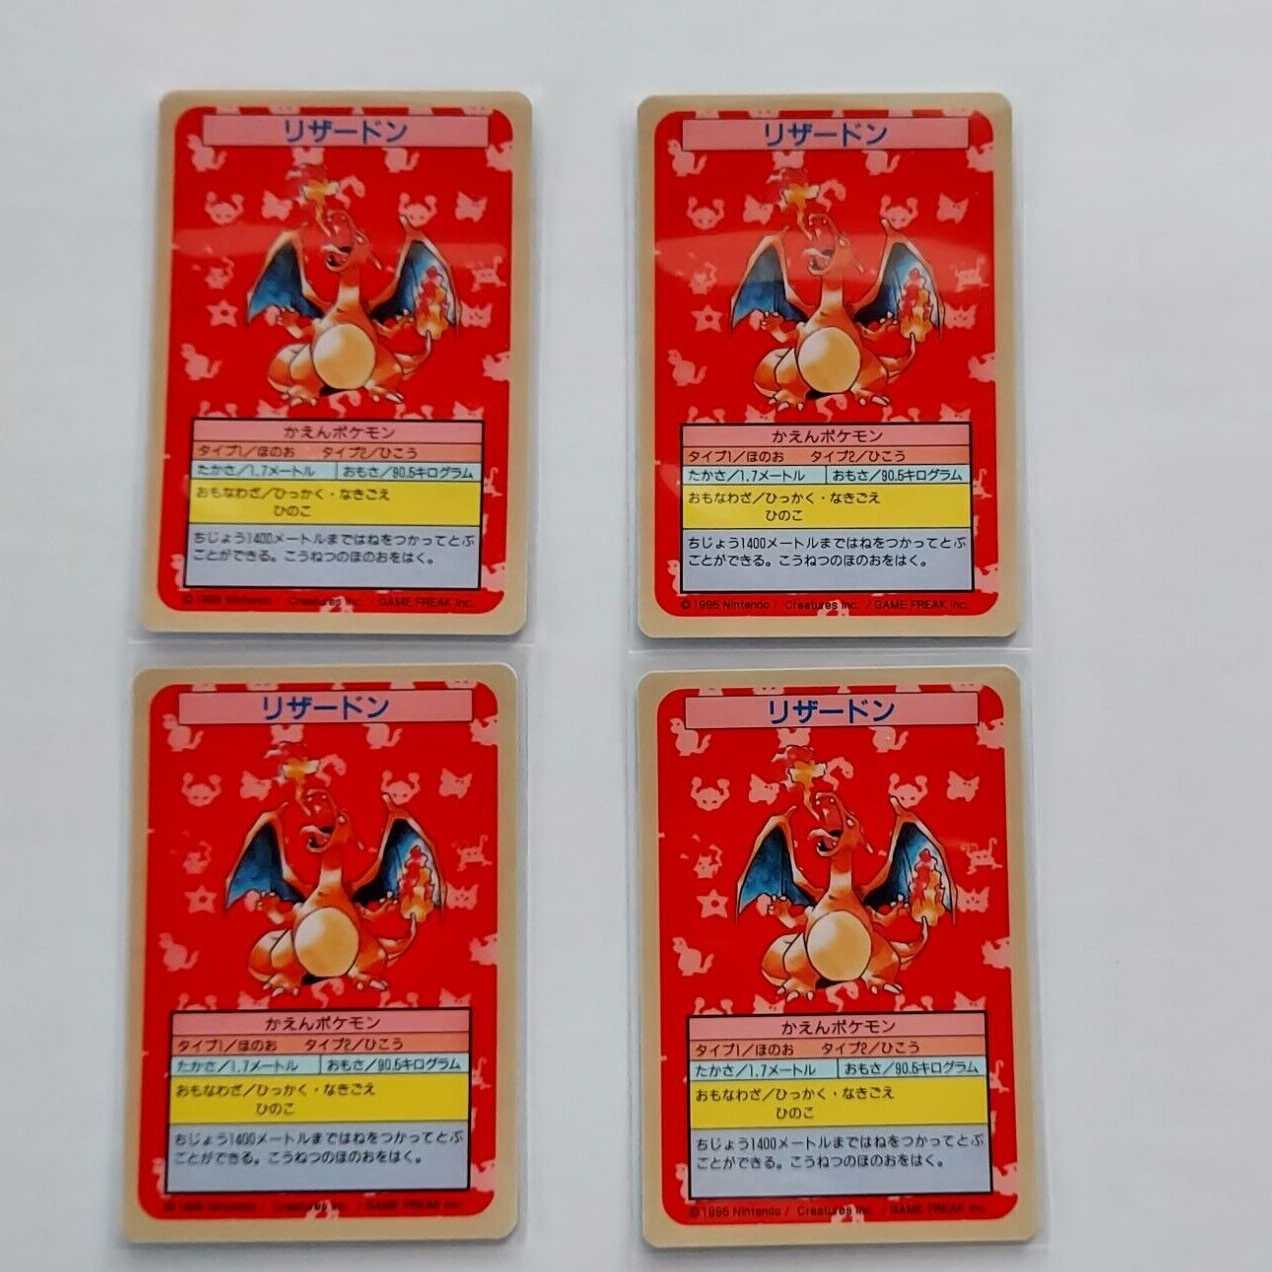 リザードン
かえんポケモン
タイプ1/ほのお タイプ2/ひこう
たかさ/1.7メートル おもさ/90.5キログラム
おもなわざ/ひっかく・なきごえ
ひのこ
ちじょう1400メートルまではねをつかってとぶ
ことができる。こうねつのほのおをはく。
©1995 Nintendo / Creatures Inc. / GAME FREAK Inc.
リザードン
かえんポケモン
タイプ1/ほのお タイプ2/ひこう
たかさ/1.7メートル おもさ/90.5キログラム
おもなわざ/ひっかく・なきごえ
ひのこ
ちじょう1400メートルまではねをつかってとぶ
ことができる。こうねつのほのおをはく。
©1995 Nintendo / Creatures Inc. / GAME FREAK Inc.
リザードン
かえんポケモン
タイプ1/ほのお タイプ2/ひこう
たかさ/1.7メートル おもさ/90.5キログラム
おもなわざ/ひっかく・なきごえ
ひのこ
ちじょう1400メートルまではねをつかってとぶ
ことができる。こうねつのほのおをはく。
©1995 Nintendo / Creatures Inc. / GAME FREAK Inc.
リザードン
かえんポケモン
タイプ1/ほのお タイプ2/ひこう
たかさ/1.7メートル おもさ/90.5キログラム
おもなわざ/ひっかく・なきごえ
ひのこ
ちじょう1400メートルまではねをつかってとぶ
ことができる。こうねつのほのおをはく。
©1995 Nintendo / Creatures Inc. / GAME FREAK Inc.